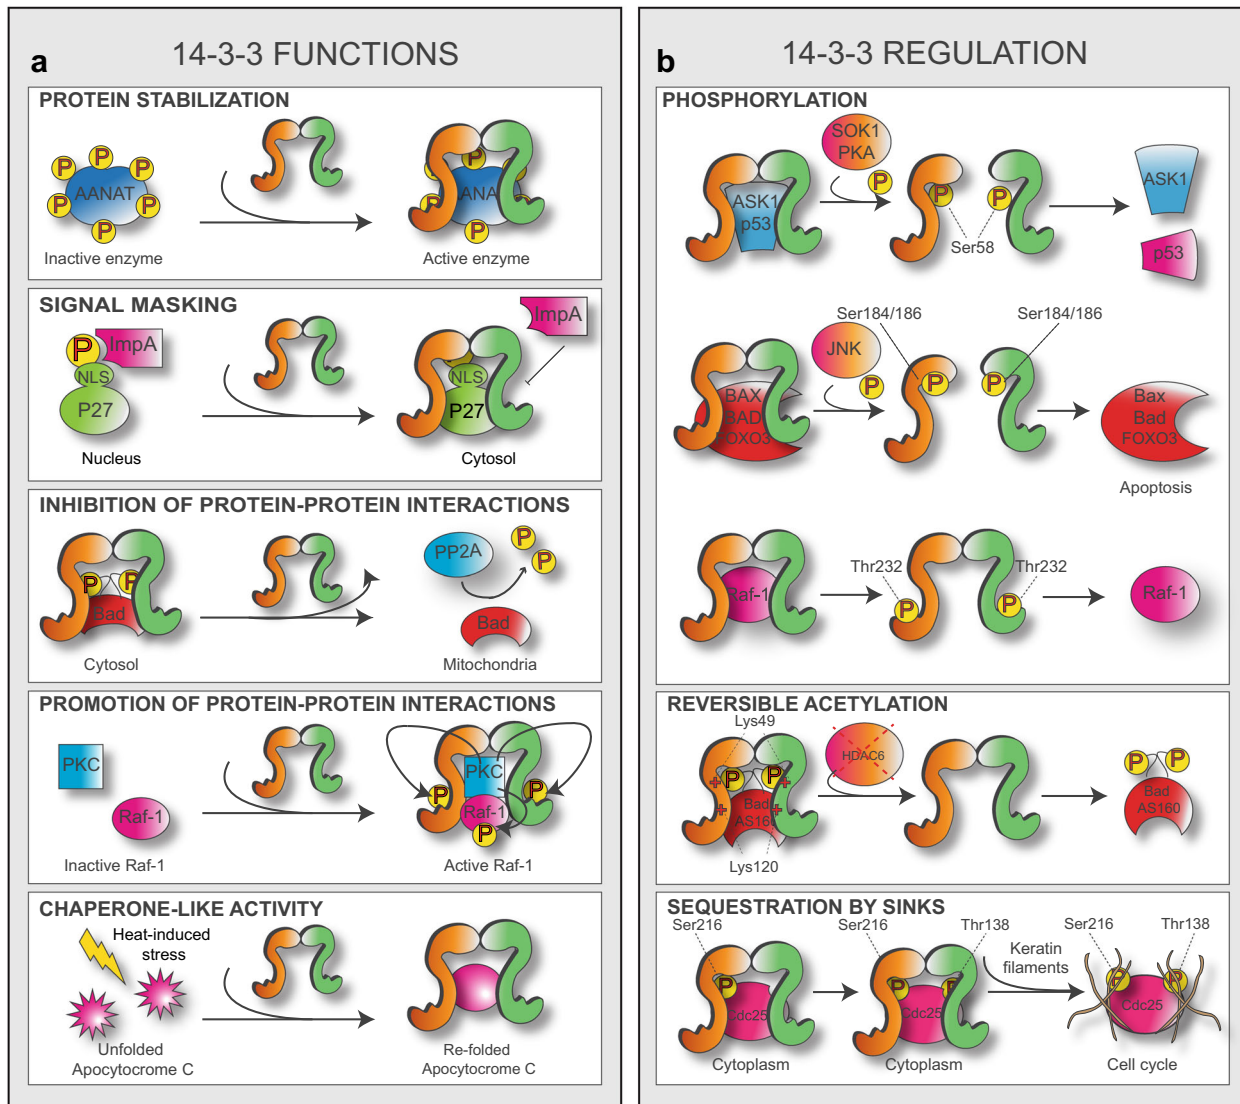 a
14-3-3 FUNCTIONS
PROTEIN STABILIZATION
P
P
P
P
P
P
AANAT
Inactive enzyme
P
P
P
ANA
Active enzyme
SIGNAL MASKING
P
ImpA
NLS
P27
Nucleus
ImpA
NLS
P27
Cytosol
INHIBITION OF PROTEIN-PROTEIN INTERACTIONS
P
P
Bad
Cytosol
PP2A
P
P
Bad
Mitochondria
PROMOTION OF PROTEIN-PROTEIN INTERACTIONS
PKC
Raf-1
Inactive Raf-1
PKC
P
P
Raf-1
P
Active Raf-1
CHAPERONE-LIKE ACTIVITY
Heat-induced
stress
Unfolded
Apocytocrome C
Re-folded
Apocytocrome C
b
14-3-3 REGULATION
PHOSPHORYLATION
ASK1
p53
SOK1
PKA
P
P
P
Ser58
ASK1
p53
BAX
BAD
FOXO3
JNK
P
Ser184/186
Ser184/186
P
P
Bax
Bad
FOXO3
Apoptosis
Raf-1
Thr232
Thr232
P
P
Raf-1
REVERSIBLE ACETYLATION
Lys49
P
P
Bad
AS160
Lys120
HDAC6
P
P
Bad
AS160
SEQUESTRATION BY SINKS
Ser216
P
Cdc25
Cytoplasm
Ser216
Thr138
P
P
Cdc25
Cytoplasm
Keratin
filaments
Ser216
Thr138
P
P
Cdc25
Cell cycle